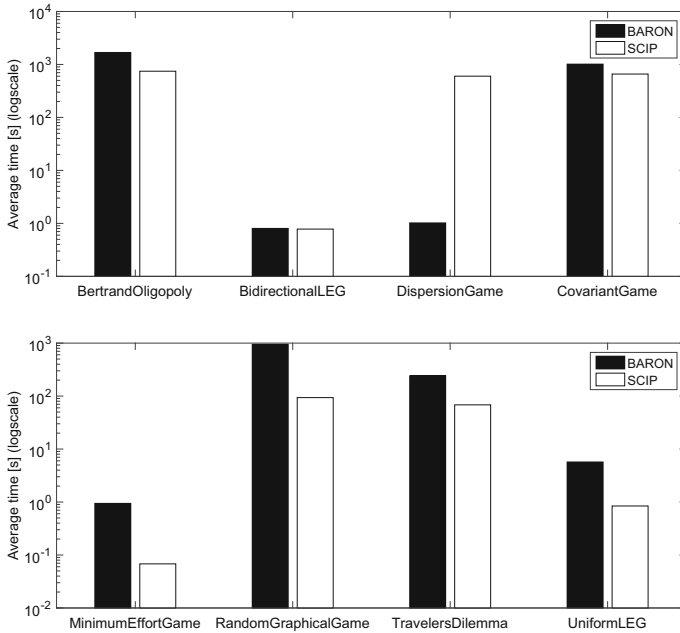 10^4
10^3
10^2
10^1
10^0
10^-1
Average time [s] (logscale)
BARON
SCIP
BertrandOligopoly
BidirectionalLEG
DispersionGame
CovariantGame
10^3
10^2
10^1
10^0
10^-1
10^-2
Average time [s] (logscale)
BARON
SCIP
MinimumEffortGame
RandomGraphicalGame
TravelersDilemma
UniformLEG